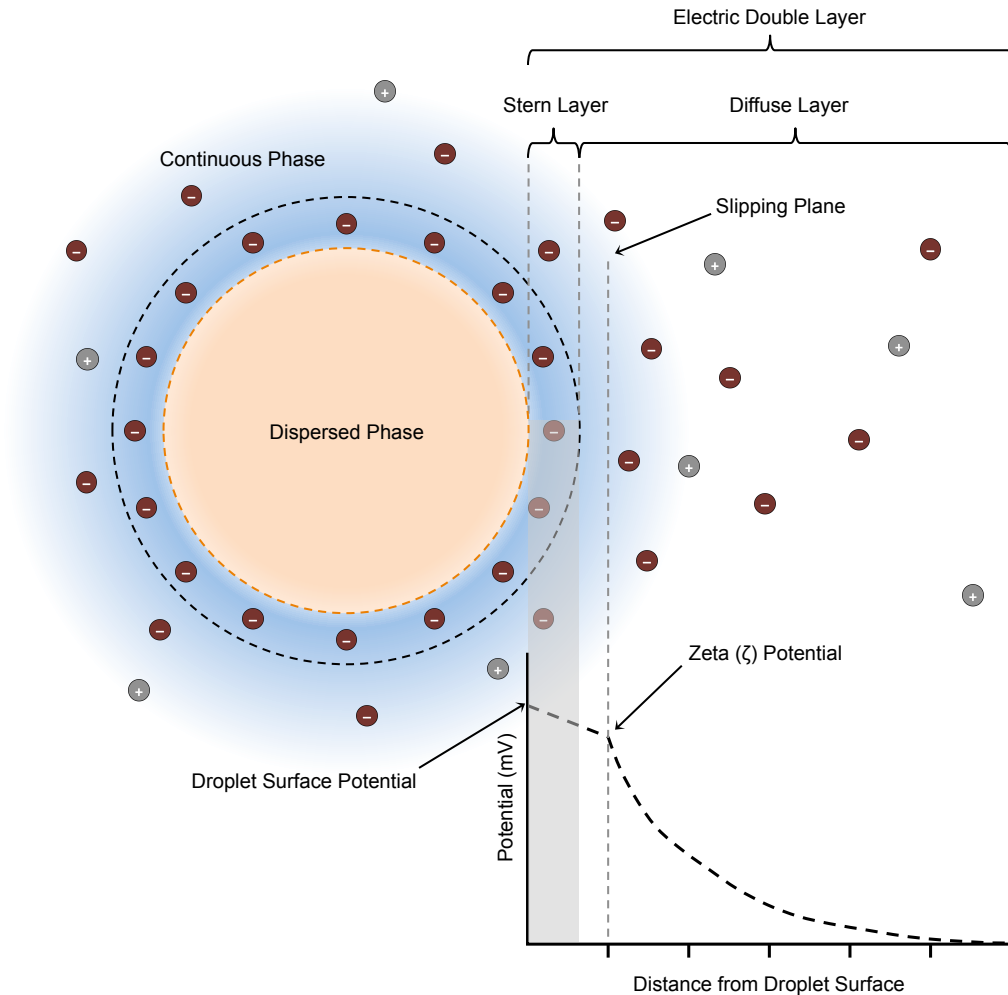 Electric Double Layer
Stern Layer
Diffuse Layer
Continuous Phase
Slipping Plane
Dispersed Phase
Zeta (ζ) Potential
Droplet Surface Potential
Potential (mV)
Distance from Droplet Surface